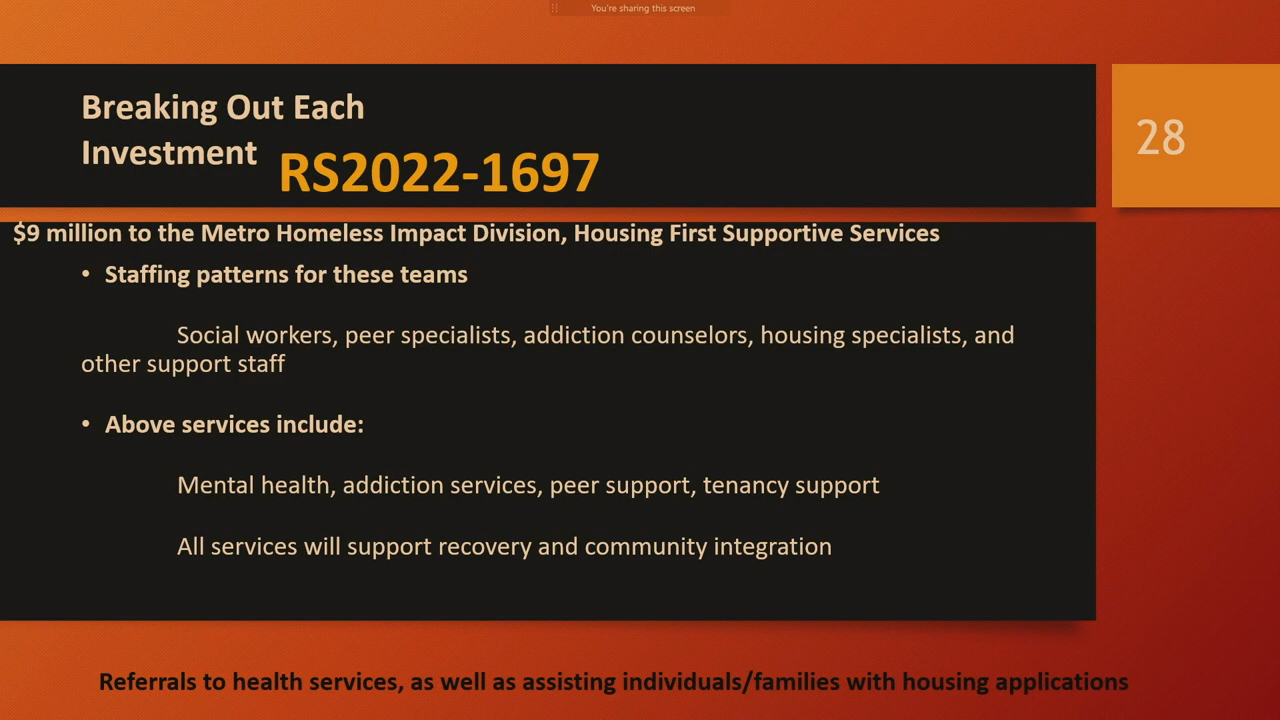 You're sharing this screen
Breaking Out Each
Investment
RS2022-1697
28
$9 million to the Metro Homeless Impact Division, Housing First Supportive Services
• Staffing patterns for these teams
Social workers, peer specialists, addiction counselors, housing specialists, and
other support staff
• Above services include:
Mental health, addiction services, peer support, tenancy support
All services will support recovery and community integration
Referrals to health services, as well as assisting individuals/families with housing applications